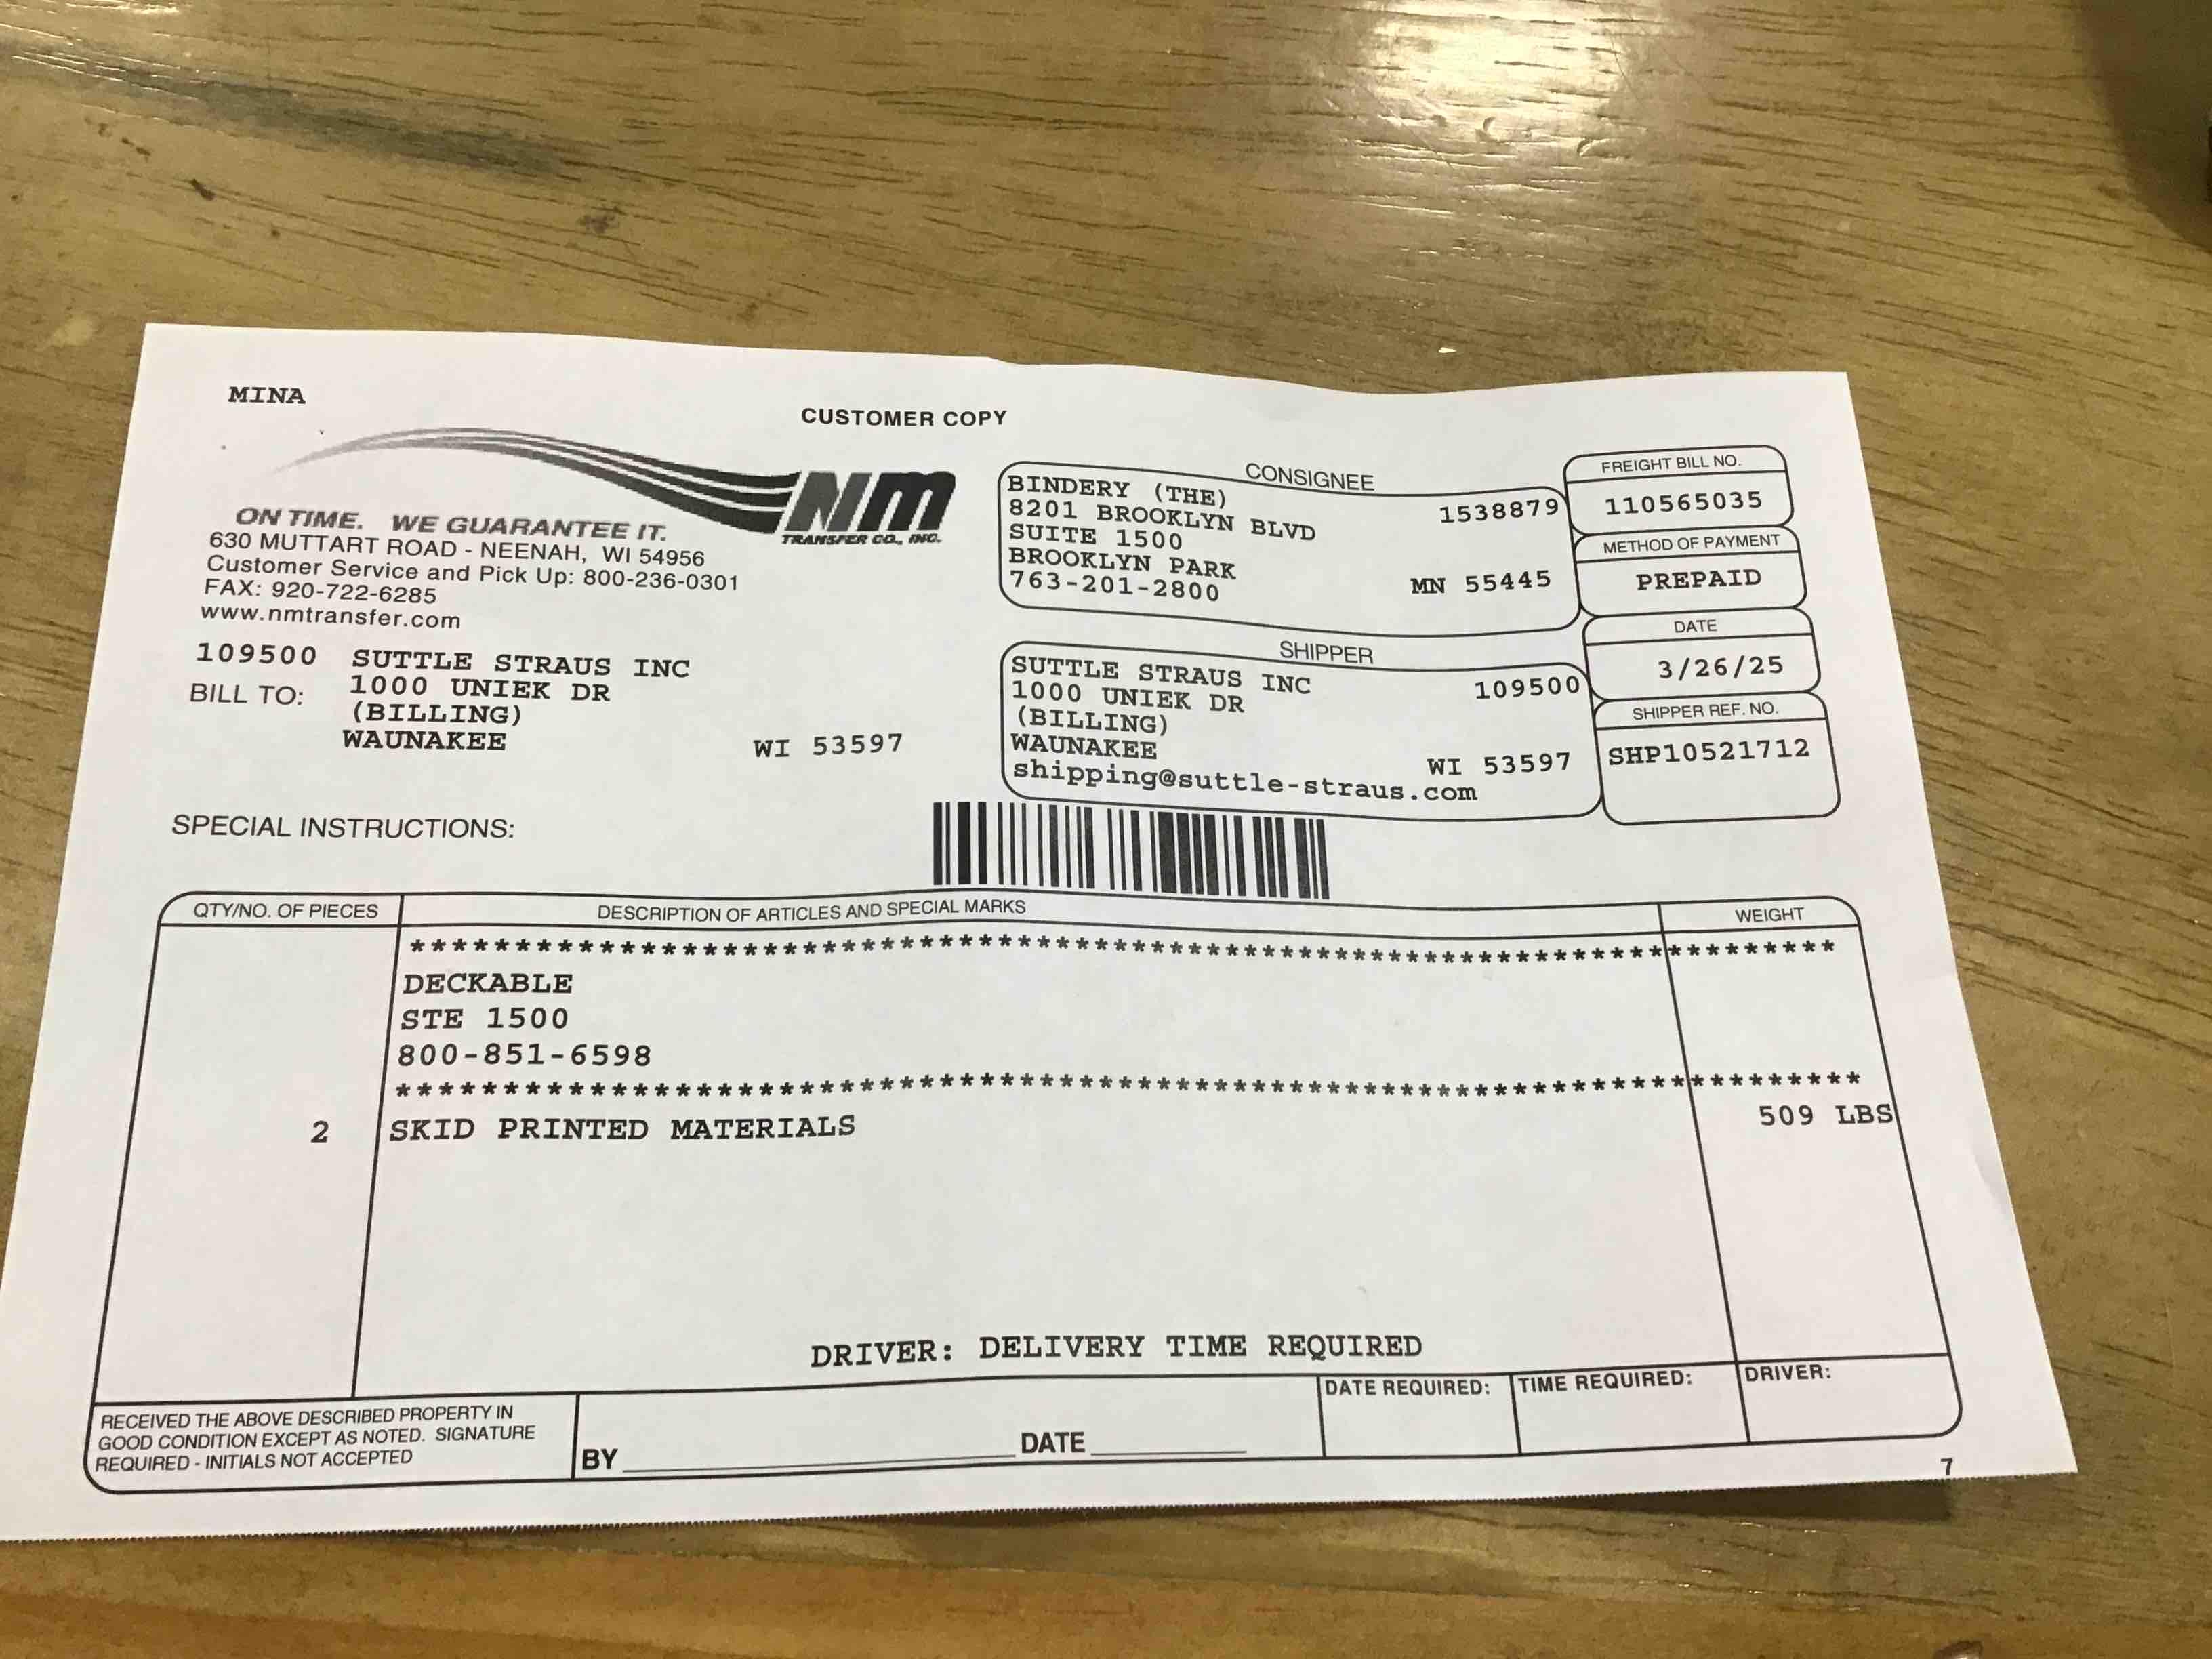 MINA
CUSTOMER COPY
NM
TRANSFER CO., INC.
ON TIME. WE GUARANTEE IT.
630 MUTTART ROAD - NEENAH, WI 54956
Customer Service and Pick Up: 800-236-0301
FAX: 920-722-6285
www.nmtransfer.com
109500 SUTTLE STRAUS INC
BILL TO: 1000 UNIEK DR
(BILLING)
WAUNAKEE WI 53597
CONSIGNEE
BINDERY (THE) 1538879
8201 BROOKLYN BLVD
SUITE 1500
BROOKLYN PARK MN 55445
763-201-2800
SHIPPER
SUTTLE STRAUS INC 109500
1000 UNIEK DR
(BILLING)
WAUNAKEE WI 53597
shipping@suttle-straus.com
FREIGHT BILL NO.
110565035
METHOD OF PAYMENT
PREPAID
DATE
3/26/25
SHIPPER REF. NO.
SHP10521712
SPECIAL INSTRUCTIONS:
QTY/NO. OF PIECES DESCRIPTION OF ARTICLES AND SPECIAL MARKS WEIGHT
*********************************************************************
DECKABLE
STE 1500
800-851-6598
*********************************************************************
2 SKID PRINTED MATERIALS 509 LBS
DRIVER: DELIVERY TIME REQUIRED
RECEIVED THE ABOVE DESCRIBED PROPERTY IN
GOOD CONDITION EXCEPT AS NOTED. SIGNATURE
REQUIRED - INITIALS NOT ACCEPTED
BY DATE
DATE REQUIRED: TIME REQUIRED: DRIVER:
7